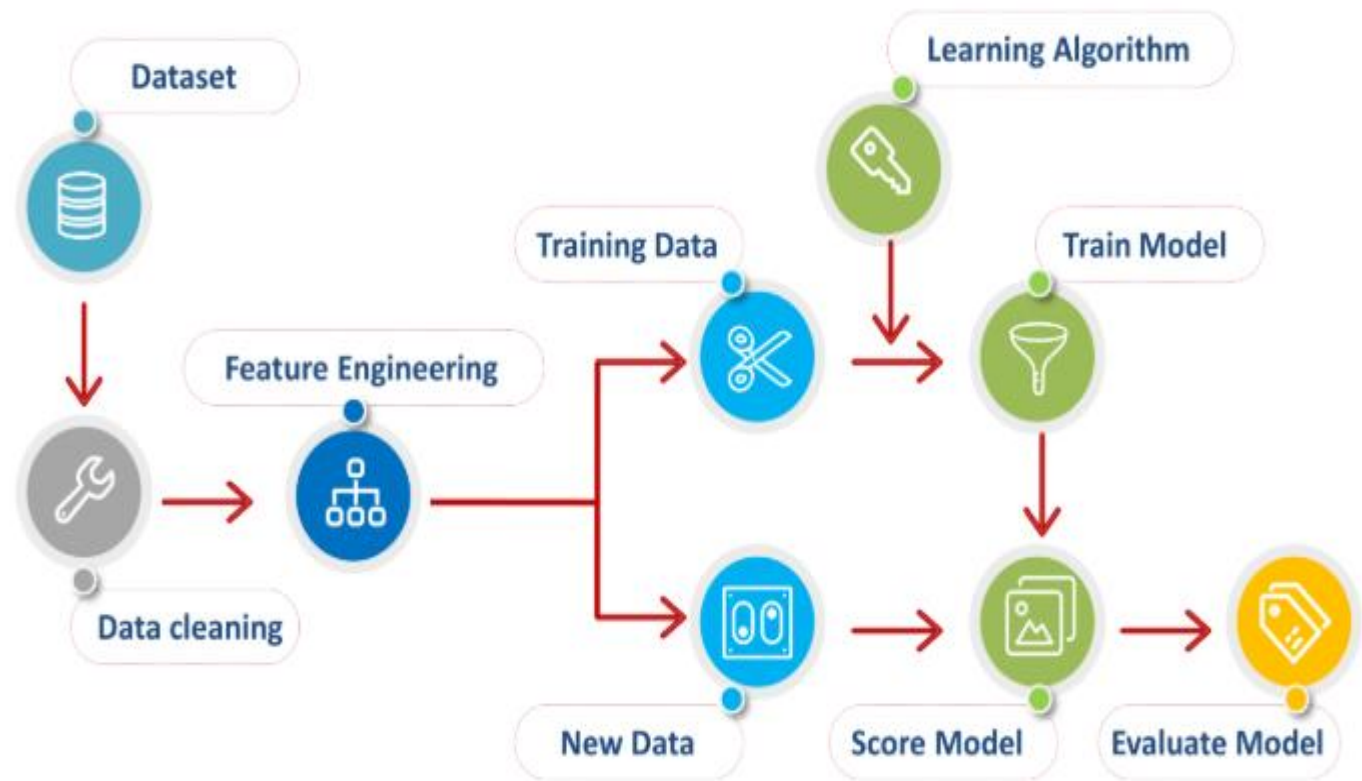 Dataset
Learning Algorithm
Training Data
Train Model
Feature Engineering
Data cleaning
New Data
Score Model
Evaluate Model